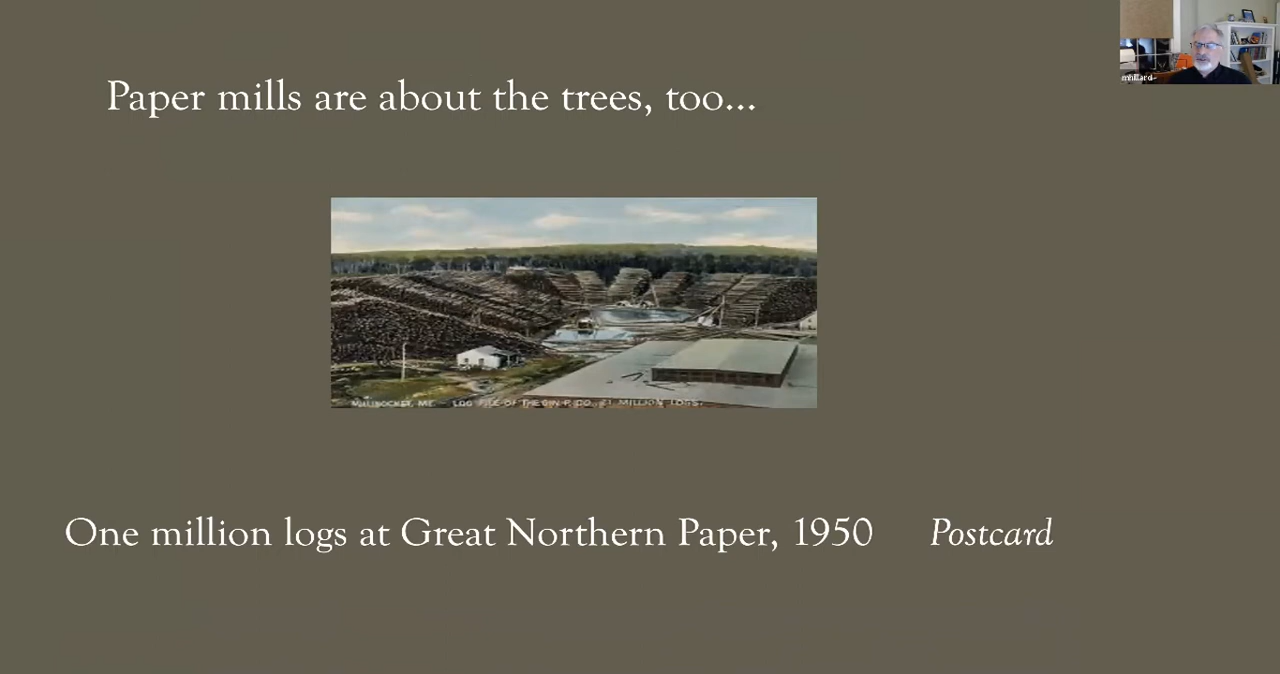 Paper mills are about the trees, too...
mhillard
MILLINOCKET, ME. LOG PILE OF THE G.N.P. CO., MILLION LOGS.
One million logs at Great Northern Paper, 1950 Postcard